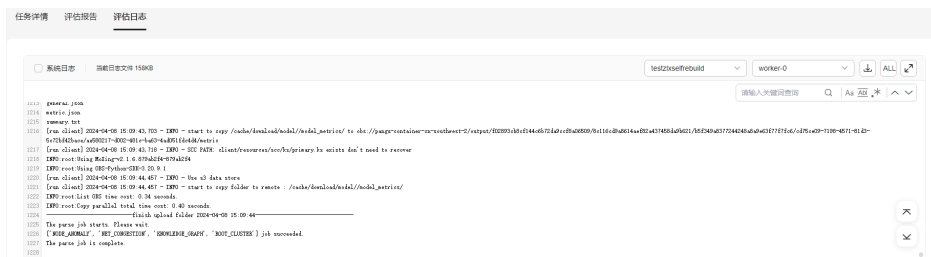 任务详情 评估报告 评估日志
系统日志 当前日志文件 158KB testzlxselfrebuild worker-0 ALL
请输入关键词查询 Aa Abl .*
1213 general.json
1214 metric.json
1215 summary.txt
1216 [run client] 2024-04-08 15:09:43,703 - INFO - start to copy /cache/download/model//model_metrics/ to
1217 [run client] 2024-04-08 15:09:43,718 - INFO - SCC PATH: client/resources/scc/ks/primary.ks exists don't need to recover
1218 INFO:root:Using MoXing-v2.1.6.879ab2f4-879ab2f4
1219 INFO:root:Using OBS-Python-SDK-3.20.9.1
1220 [run client] 2024-04-08 15:09:44,457 - INFO - Use s3 data store
1221 [run client] 2024-04-08 15:09:44,457 - INFO - start to copy folder to remote : /cache/download/model//model_metrics/
1222 INFO:root:List OBS time cost: 0.34 seconds.
1223 INFO:root:Copy parallel total time cost: 0.40 seconds.
1224 ------------------------finish upload folder 2024-04-08 15:09:44------------------------
1225 The parse job starts. Please wait.
1226 ['NODE_ANOMALY', 'NET_CONGESTION', 'KNOWLEDGE_GRAPH', 'ROOT_CLUSTER'] job succeeded.
1227 The parse job is complete.
1228